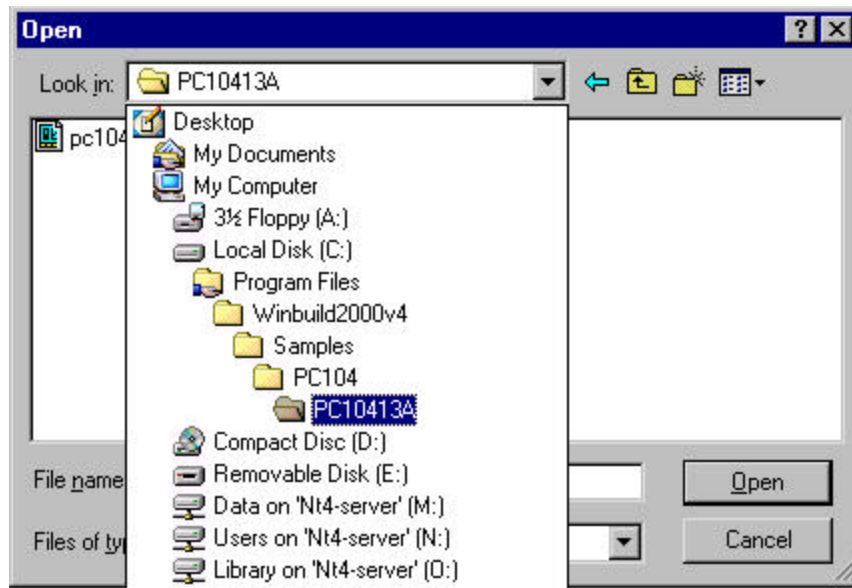 Open
Look in: PC10413A
pc104
Desktop
My Documents
My Computer
3½ Floppy (A:)
Local Disk (C:)
Program Files
Winbuild2000v4
Samples
PC104
PC10413A
Compact Disc (D:)
Removable Disk (E:)
Data on 'Nt4-server' (M:)
Users on 'Nt4-server' (N:)
Library on 'Nt4-server' (O:)
File name
Open
Files of ty
Cancel